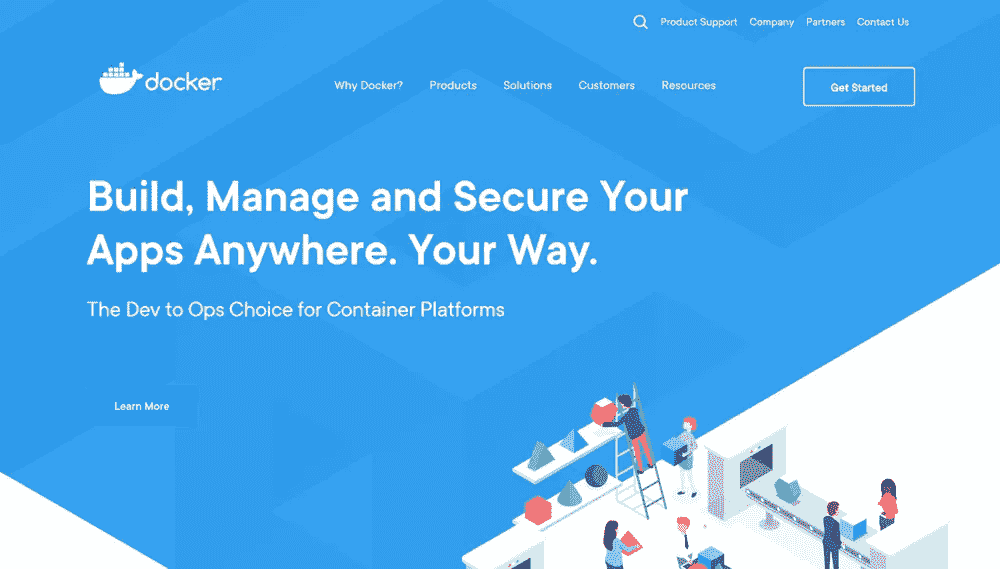 Product Support Company Partners Contact Us
docker
Why Docker? Products Solutions Customers Resources
Get Started
Build, Manage and Secure Your
Apps Anywhere. Your Way.
The Dev to Ops Choice for Container Platforms
Learn More